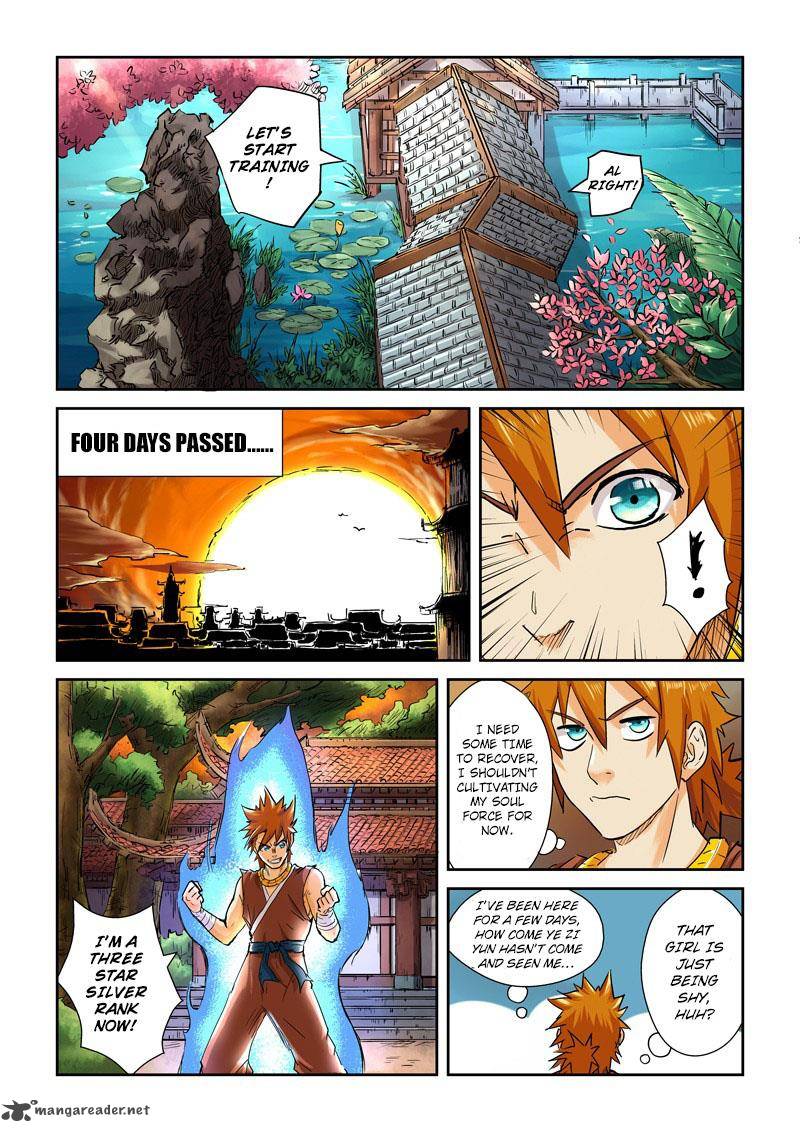 LET'S
START
TRAINING
!
AL
RIGHT!
FOUR DAYS PASSED......
!
I'M A
THREE
STAR
SILVER
RANK
NOW!
I NEED
SOME TIME
TO RECOVER,
I SHOULDN'T
CULTIVATING
MY SOUL
FORCE FOR
NOW.
I'VE BEEN HERE
FOR A FEW DAYS,
HOW COME YE ZI
YUN HASN'T COME
AND SEEN ME...
THAT
GIRL IS
JUST
BEING
SHY,
HUH?
mangareader.net